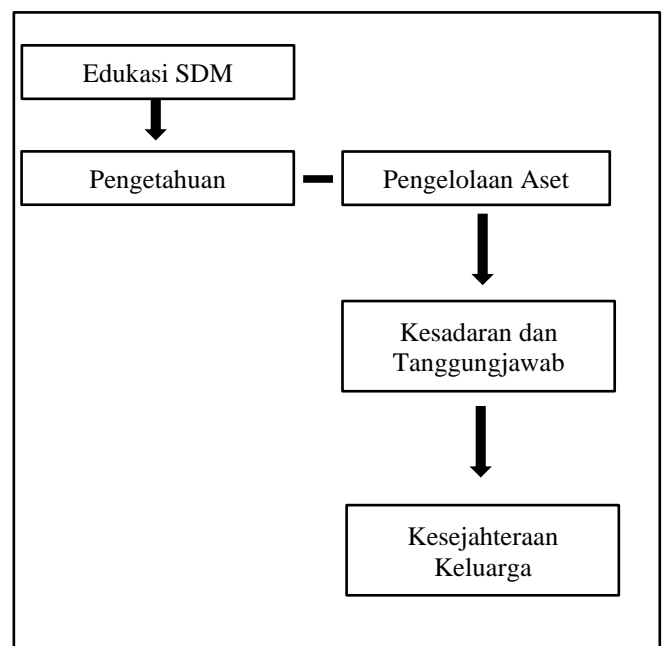 Edukasi SDM
Pengetahuan
Pengelolaan Aset
Kesadaran dan
Tanggungjawab
Kesejahteraan
Keluarga